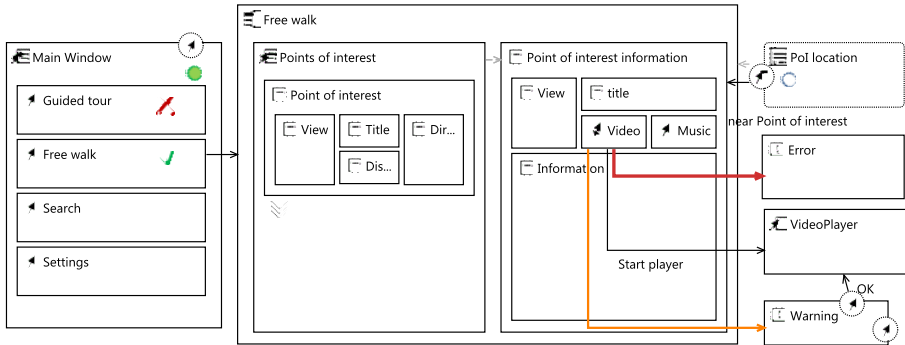 Free walk
Main Window
Guided tour
Free walk
Search
Settings
Points of interest
Point of interest
View
Title
Dir...
Dis...
Point of interest information
View
title
Video
Music
Information
Start player
PoI location
near Point of interest
Error
VideoPlayer
OK
Warning